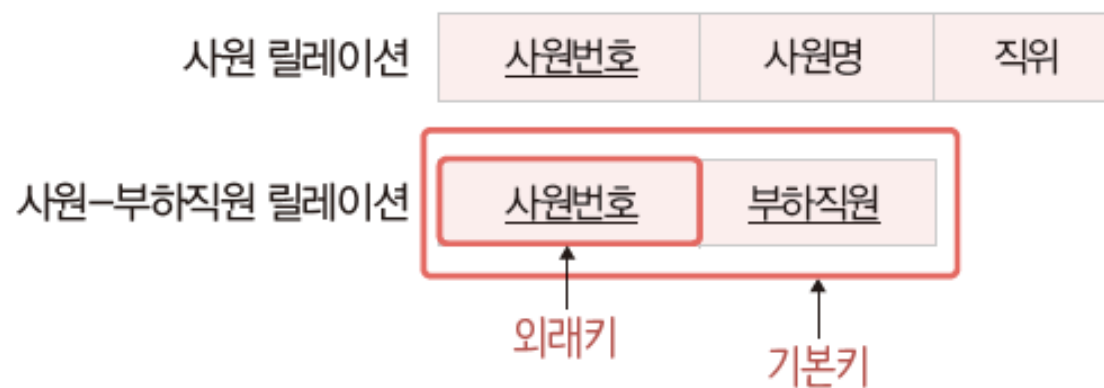 사원 릴레이션 사원번호 사원명 직위
사원-부하직원 릴레이션 사원번호 부하직원
외래키
기본키